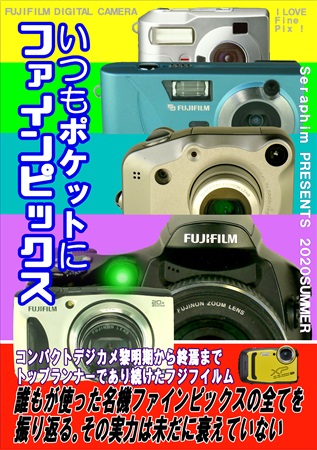 FUJIFILM DIGITAL CAMERA
I LOVE
Fine
Pix !
Seraphim PRESENTS 2020SUMMER
いつもポケットに
ファインピックス
FUJIFILM
FUJIFILM
FUJINON ZOOM LENS
20x
コンパクトデジカメ黎明期から終焉まで
トップランナーであり続けたフジフイルム
XP
誰もが使った名機ファインピックスの全てを
振り返る。その実力は未だに衰えていない